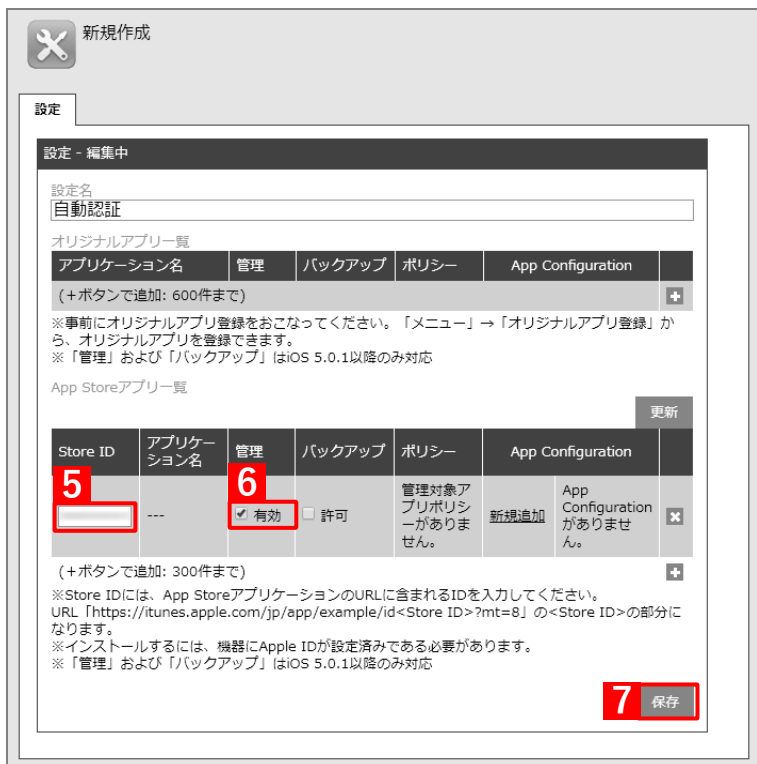 新規作成
設定
設定 - 編集中
設定名
自動認証
オリジナルアプリ一覧
アプリケーション名 管理 バックアップ ポリシー App Configuration
(+ボタンで追加: 600件まで)
※事前にオリジナルアプリ登録をおこなってください。「メニュー」→「オリジナルアプリ登録」か
ら、オリジナルアプリを登録できます。
※「管理」および「バックアップ」はiOS 5.0.1以降のみ対応
App Storeアプリ一覧
更新
Store ID アプリケー
ション名 管理 バックアップ ポリシー App Configuration
5 6
--- 有効 許可 管理対象ア
プリポリシ
ーがありま
せん。 新規追加 App
Configuration
がありませ
ん。
(+ボタンで追加: 300件まで)
※Store IDには、App StoreアプリケーションのURLに含まれるIDを入力してください。
URL「https://itunes.apple.com/jp/app/example/id<Store ID>?mt=8」の<Store ID>の部分に
なります。
※インストールするには、機器にApple IDが設定済みである必要があります。
※「管理」および「バックアップ」はiOS 5.0.1以降のみ対応
7 保存